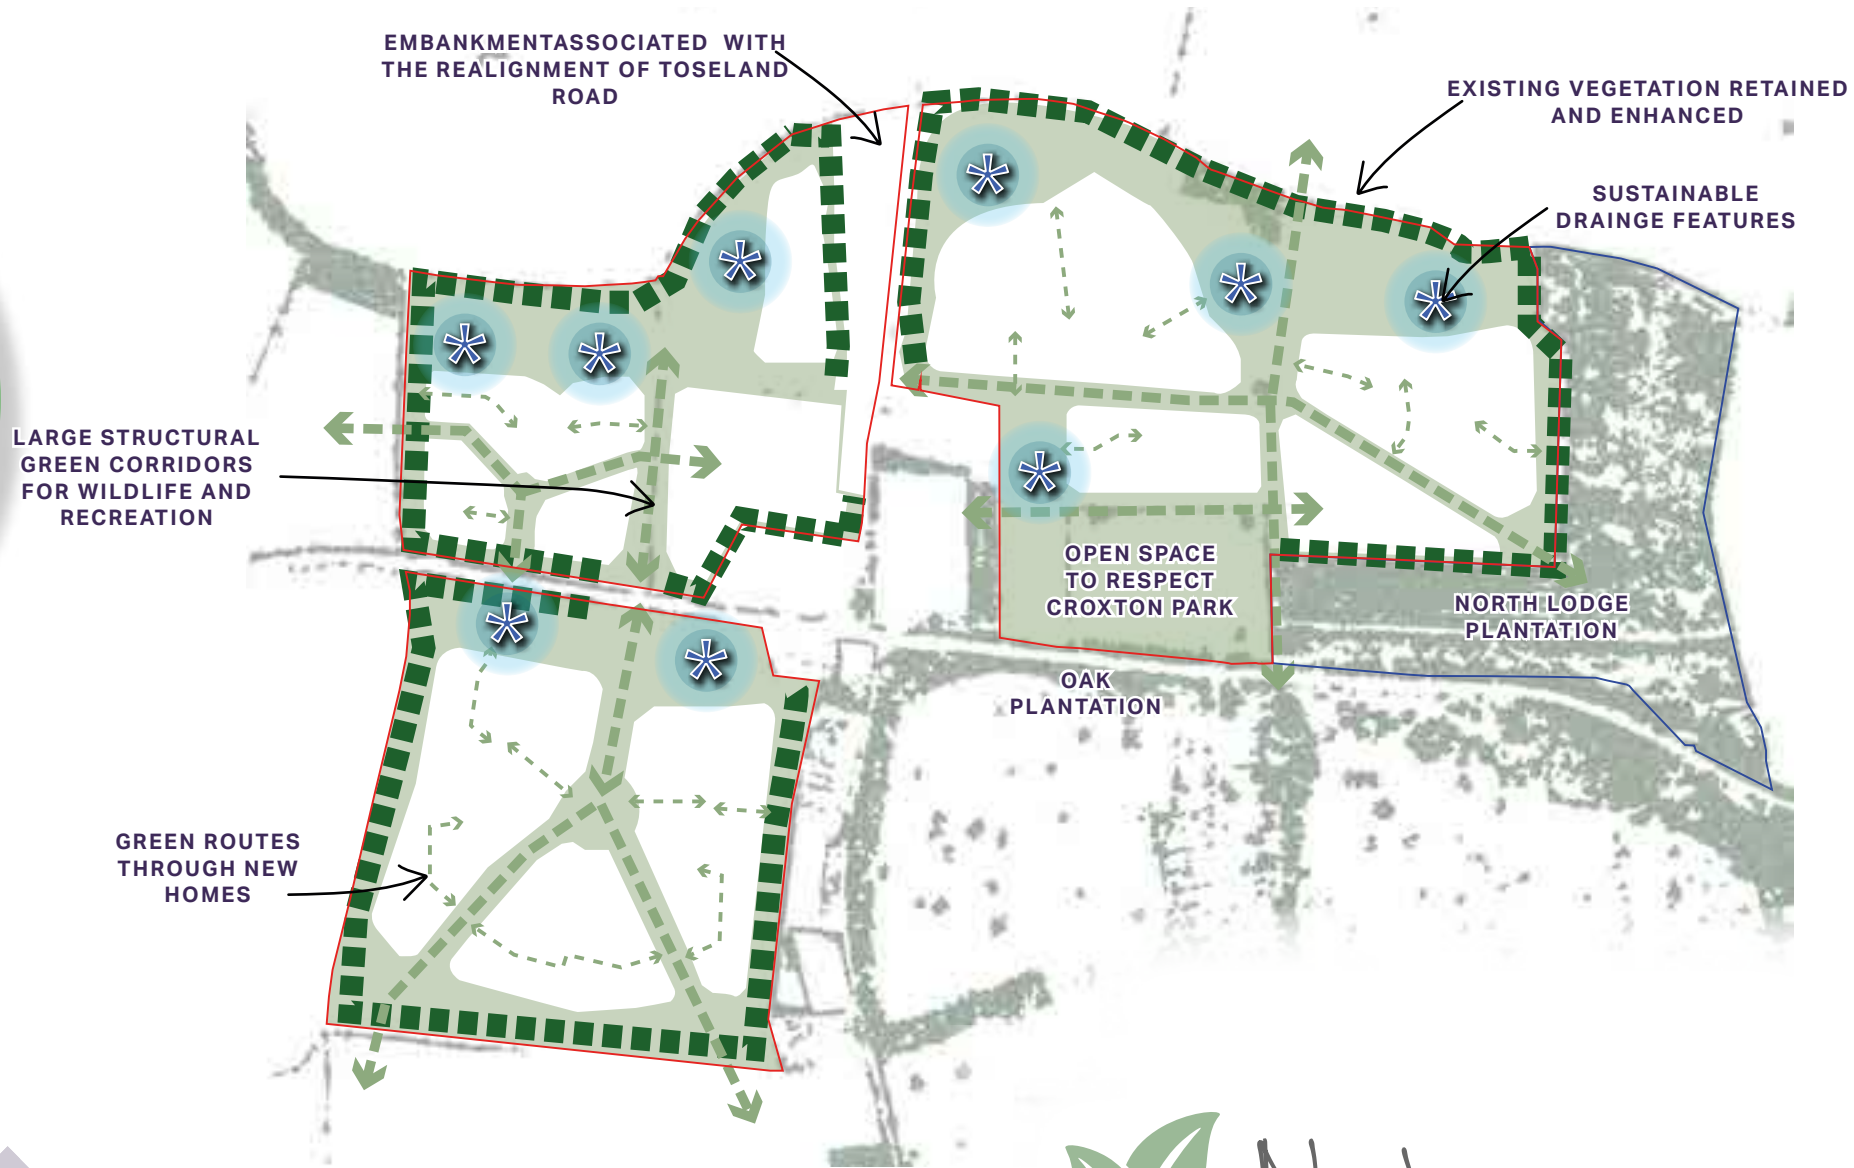 EMBANKMENTASSOCIATED WITH
THE REALIGNMENT OF TOSELAND
ROAD
EXISTING VEGETATION RETAINED
AND ENHANCED
SUSTAINABLE
DRAINGE FEATURES
LARGE STRUCTURAL
GREEN CORRIDORS
FOR WILDLIFE AND
RECREATION
OPEN SPACE
TO RESPECT
CROXTON PARK
NORTH LODGE
PLANTATION
OAK
PLANTATION
GREEN ROUTES
THROUGH NEW
HOMES